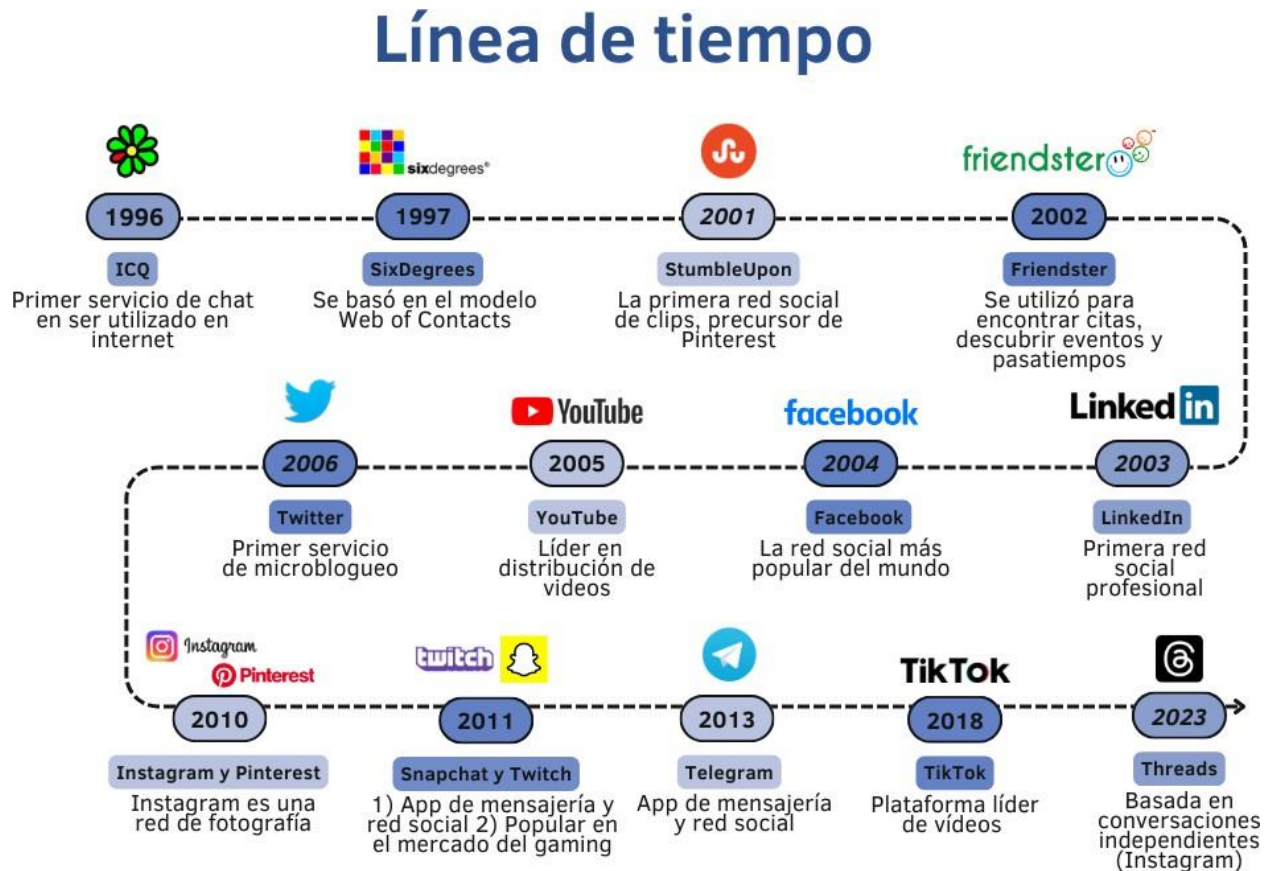 Línea de tiempo
sixdegrees®
friendster™
1996
1997
2001
2002
ICQ
Primer servicio de chat
en ser utilizado en
internet
SixDegrees
Se basó en el modelo
Web of Contacts
StumbleUpon
La primera red social
de clips, precursor de
Pinterest
Friendster
Se utilizó para
encontrar citas,
descubrir eventos y
pasatiempos
LinkedIn
2003
LinkedIn
Primera red
social
profesional
facebook
2004
Facebook
La red social más
popular del mundo
YouTube
2005
YouTube
Líder en
distribución de
videos
2006
Twitter
Primer servicio
de microblogueo
Instagram
Pinterest
2010
Instagram y Pinterest
Instagram es una
red de fotografía
twitch
2011
Snapchat y Twitch
1) App de mensajería y
red social 2) Popular en
el mercado del gaming
2013
Telegram
App de mensajería
y red social
TikTok
2018
TikTok
Plataforma líder
de vídeos
2023
Threads
Basada en
conversaciones
independientes
(Instagram)